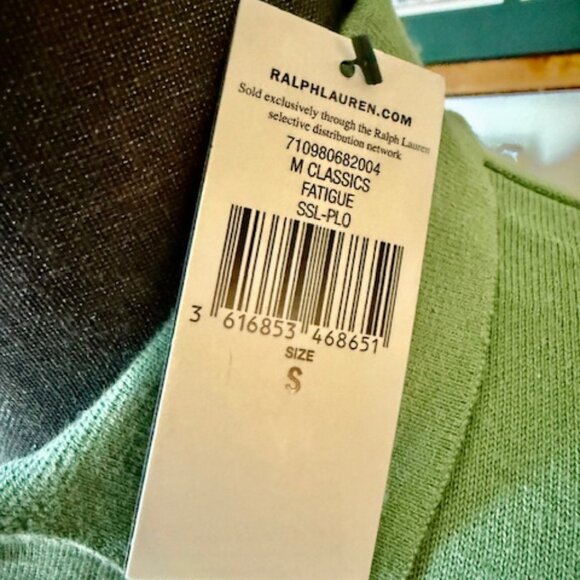 RALPHLAUREN.COM
Sold exclusively through the Ralph Lauren
selective distribution network
710980682004
M CLASSICS
FATIGUE
SSL-PLO
3 616853 468651
SIZE
S